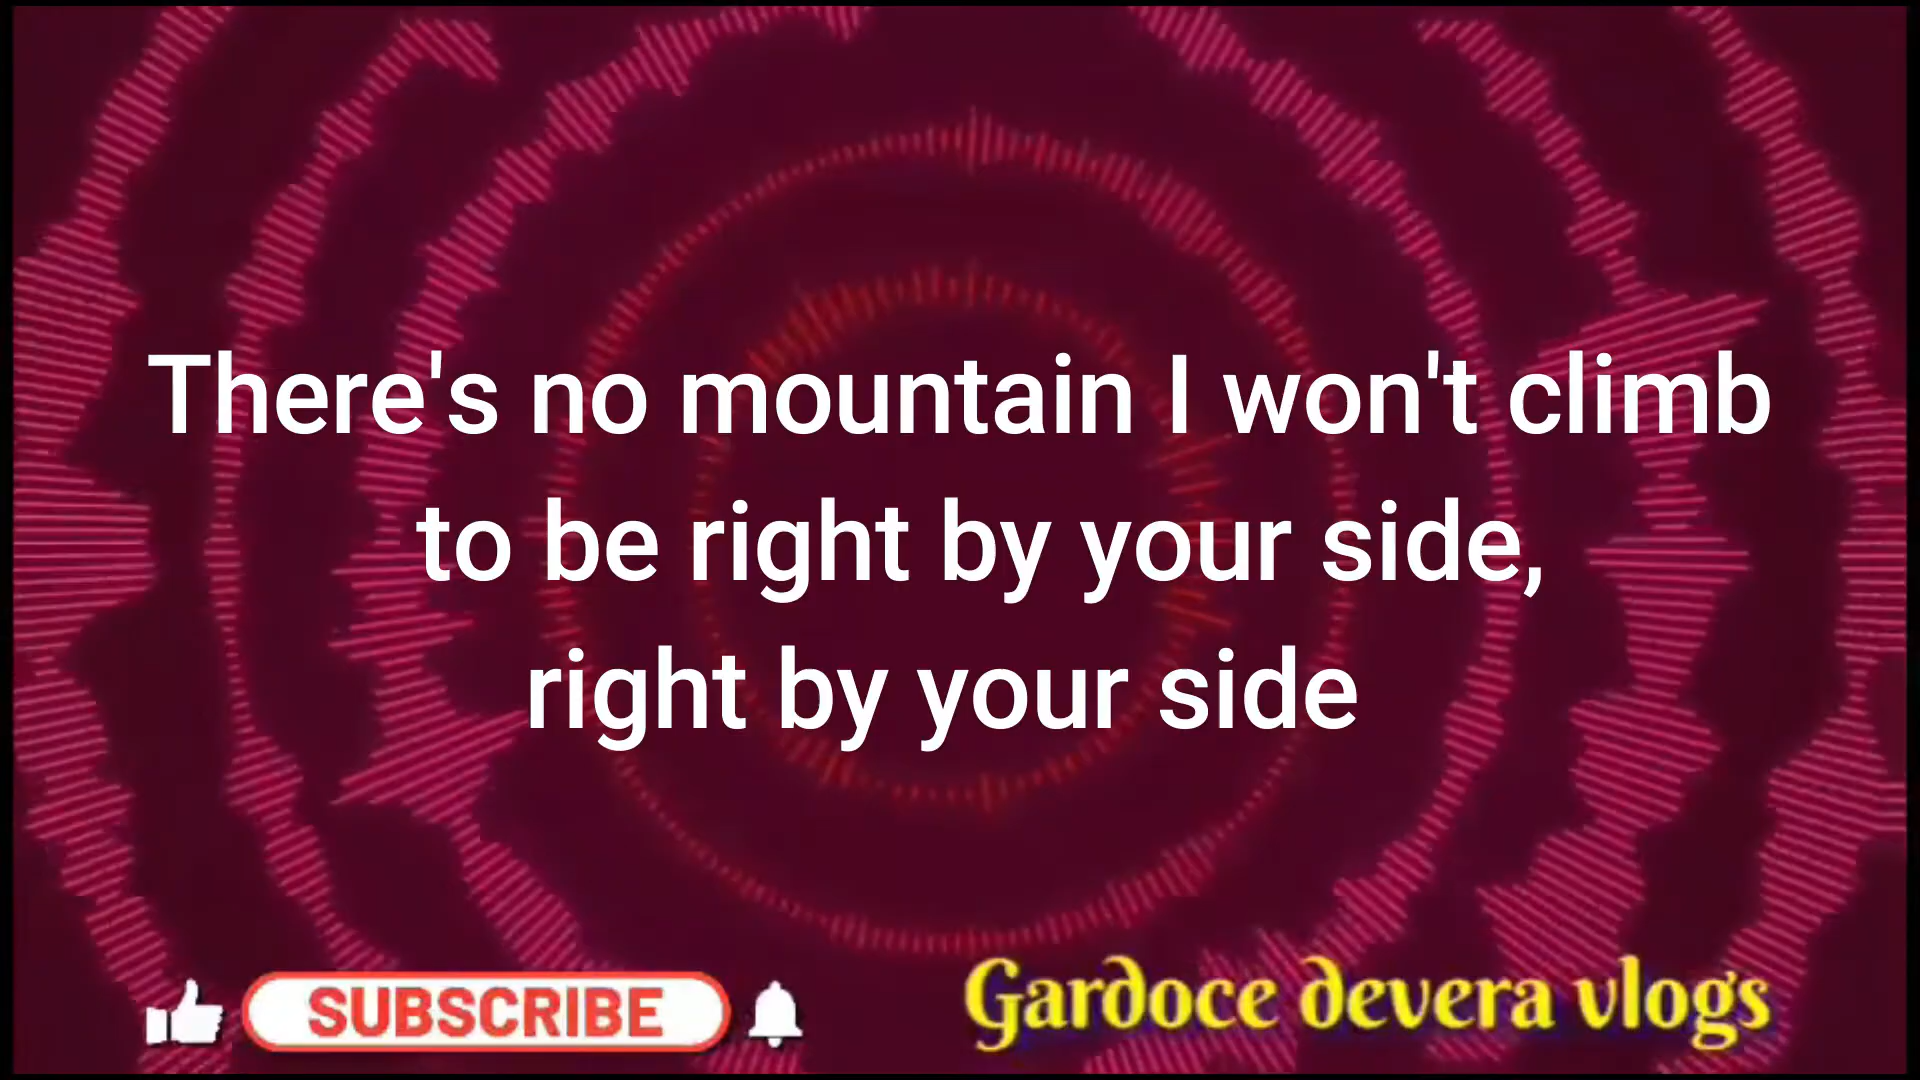 There's no mountain I won't climb
to be right by your side,
right by your side
SUBSCRIBE
Gardoce devera vlogs